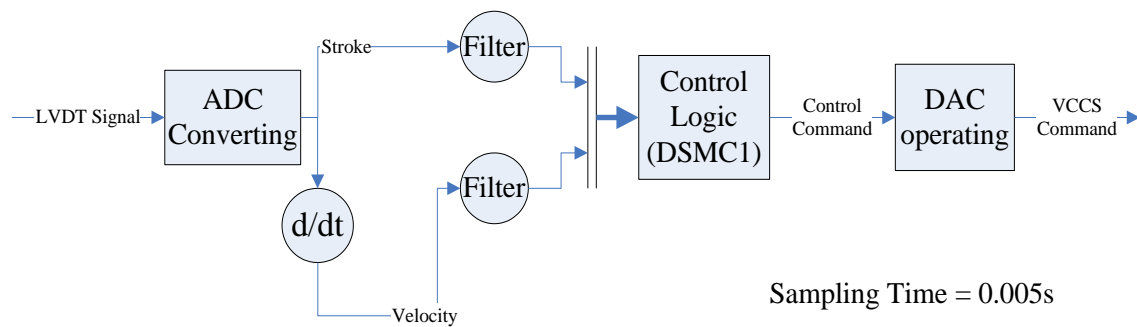 LVDT Signal
ADC
Converting
Stroke
d/dt
Velocity
Filter
Filter
Control
Logic
(DSMC1)
Control
Command
DAC
operating
VCCS
Command
Sampling Time = 0.005s